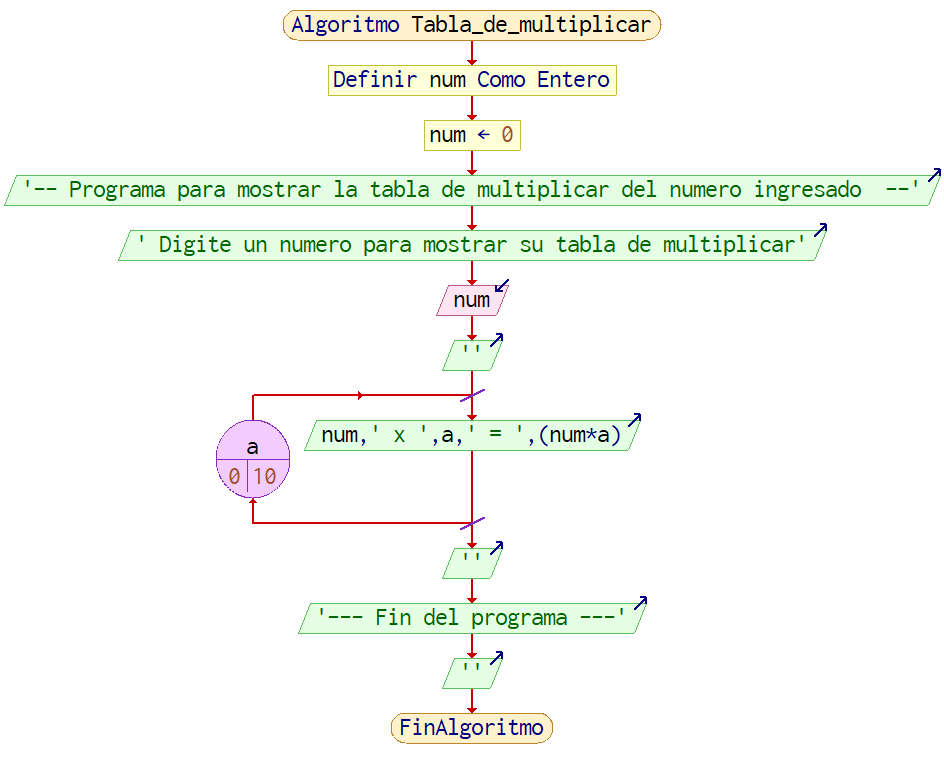 Algoritmo Tabla_de_multiplicar
Definir num Como Entero
num ← 0
'-- Programa para mostrar la tabla de multiplicar del numero ingresado  --'
' Digite un numero para mostrar su tabla de multiplicar'
num
''
num,' x ',a,' = ',(num*a)
a
0 10
''
'--- Fin del programa ---'
''
FinAlgoritmo